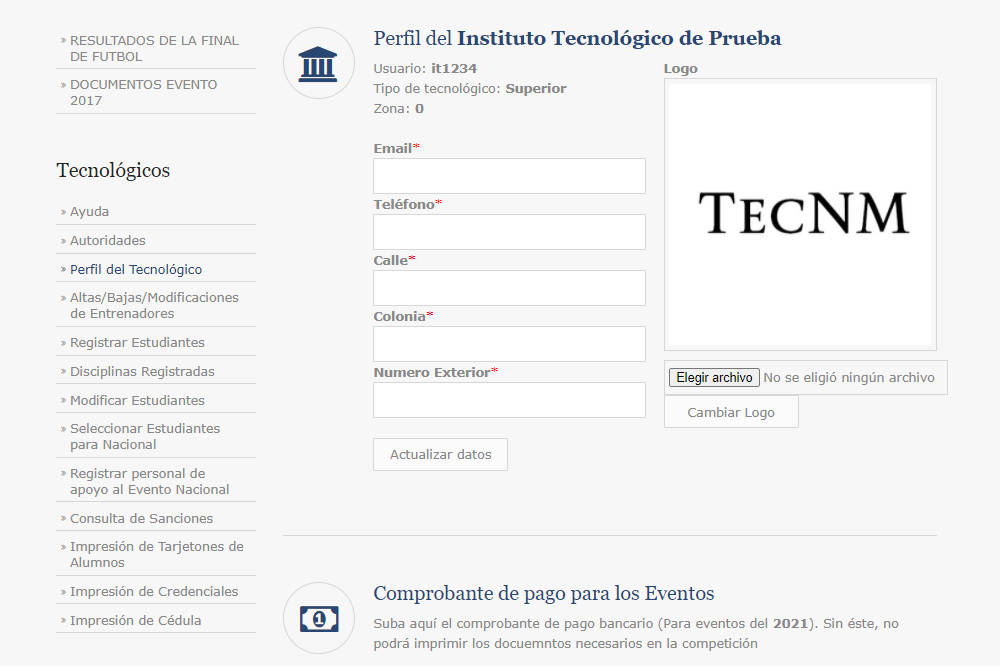 RESULTADOS DE LA FINAL
DE FUTBOL
DOCUMENTOS EVENTO
2017
Tecnológicos
Ayuda
Autoridades
Perfil del Tecnológico
Altas/Bajas/Modificaciones
de Entrenadores
Registrar Estudiantes
Disciplinas Registradas
Modificar Estudiantes
Seleccionar Estudiantes
para Nacional
Registrar personal de
apoyo al Evento Nacional
Consulta de Sanciones
Impresión de Tarjetones de
Alumnos
Impresión de Credenciales
Impresión de Cédula
Perfil del Instituto Tecnológico de Prueba
Usuario: it1234
Tipo de tecnológico: Superior
Zona: 0
Email*
Teléfono*
Calle*
Colonia*
Numero Exterior*
Actualizar datos
Logo
TECNM
Elegir archivo No se eligió ningún archivo
Cambiar Logo
1
Comprobante de pago para los Eventos
Suba aquí el comprobante de pago bancario (Para eventos del 2021). Sin éste, no
podrá imprimir los docuemntos necesarios en la competición